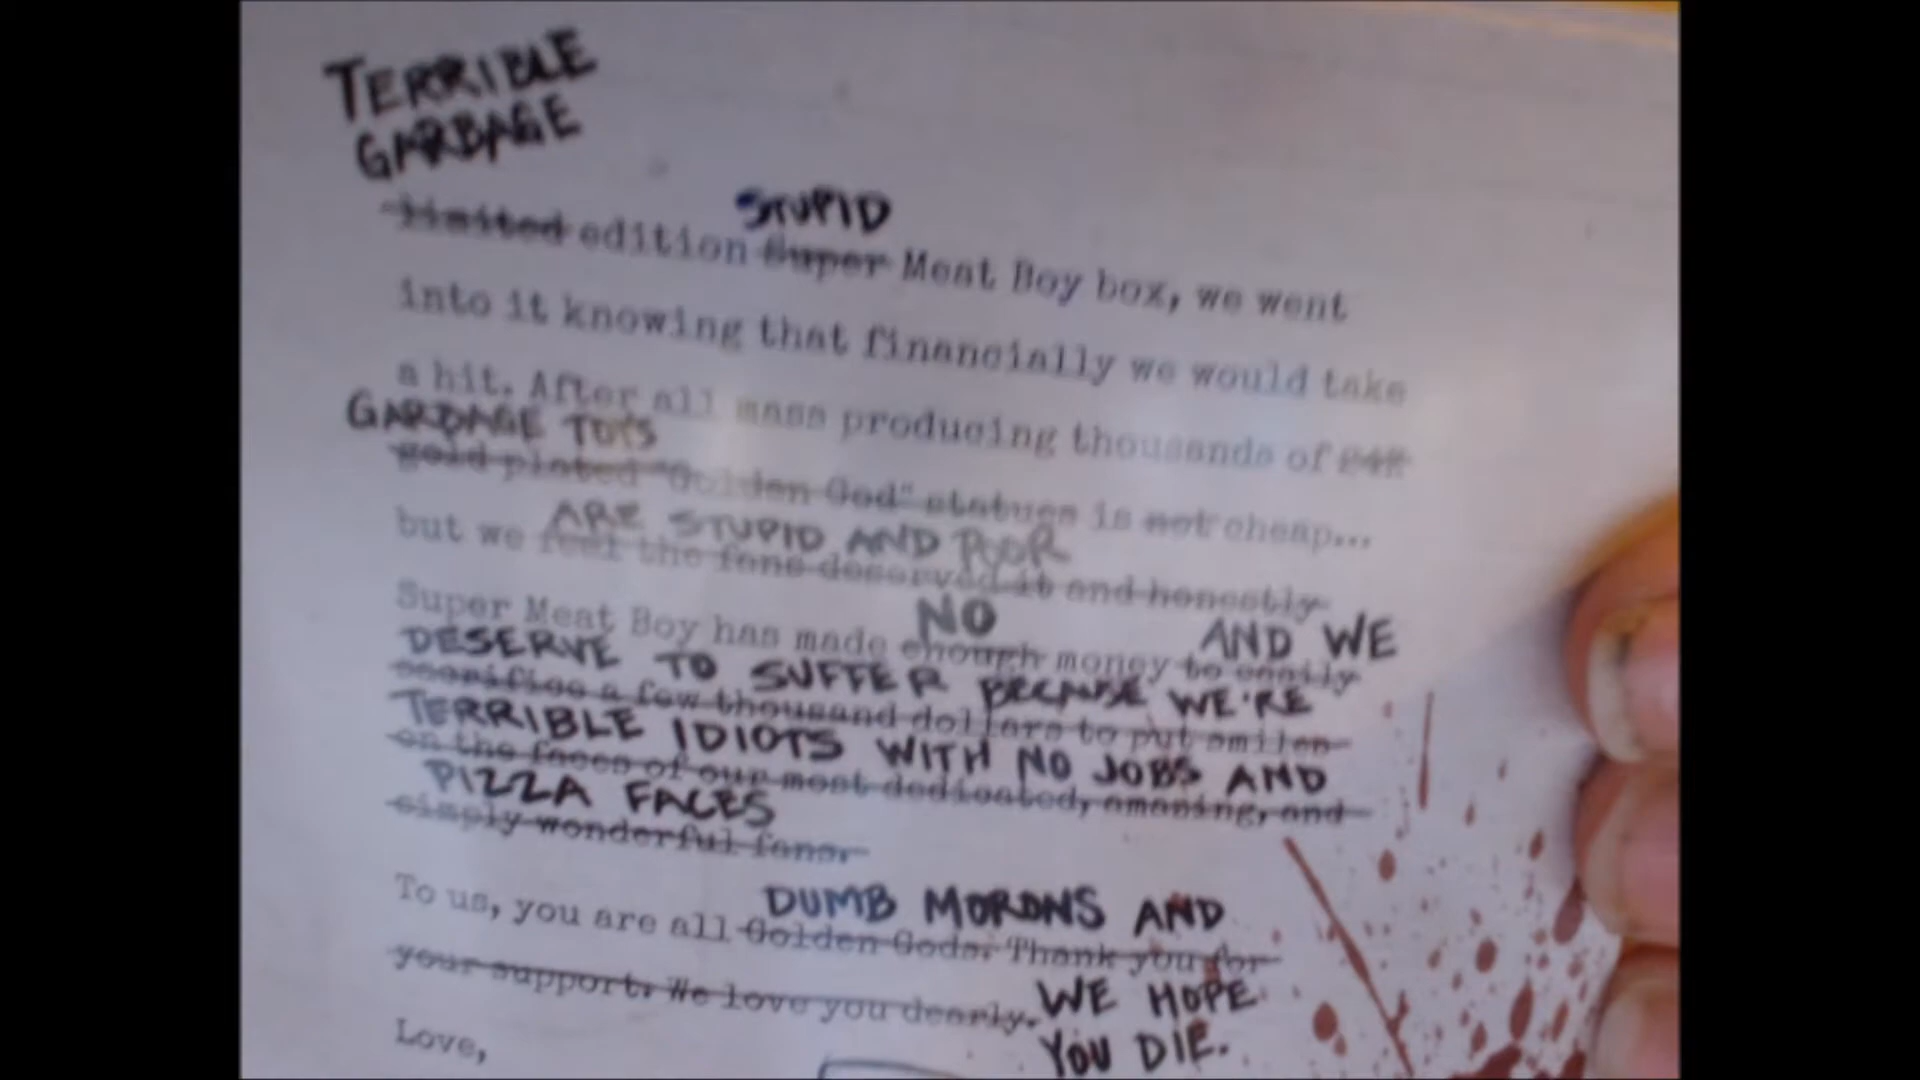 TERRIBLE
GARBAGE
STUPID
limited edition Super Meat Boy box, we went
into it knowing that financially we would take
a hit. After all mass producing thousands of 24K
GARBAGE TOYS
gold plated "Golden God" statues is not cheap...
ARE STUPID AND POOR
but we feel the fans deserved it and honestly
NO
Super Meat Boy has made enough money to easily
AND WE
DESERVE TO SUFFER BECAUSE WE'RE
sacrifice a few thousand dollars to put smiles
TERRIBLE IDIOTS WITH NO JOBS AND
on the faces of our most dedicated, amazing, and
PIZZA FACES
simply wonderful fans.
DUMB MORONS AND
To us, you are all Golden Gods. Thank you for
your support. We love you dearly.
WE HOPE
YOU DIE.
Love,